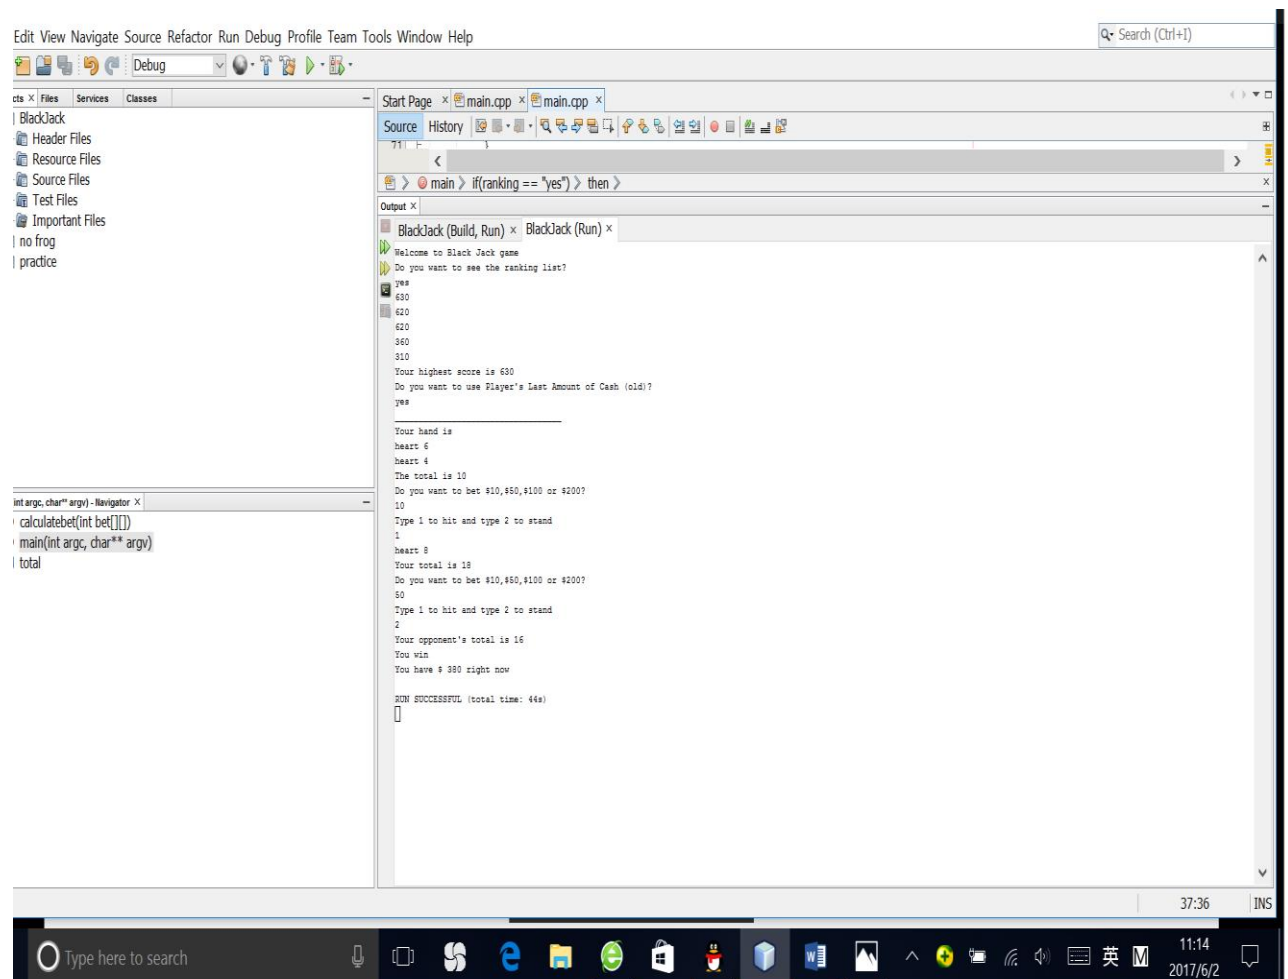 Edit View Navigate Source Refactor Run Debug Profile Team Tools Window Help
Search (Ctrl+I)
Debug
cts Files Services Classes
BlackJack
Header Files
Resource Files
Source Files
Test Files
Important Files
no frog
practice
int argc, char** argv) - Navigator
calculatebet(int bet[][])
main(int argc, char** argv)
total
Start Page main.cpp main.cpp
Source History
71 }
main if(ranking == "yes") then
Output
BlackJack (Build, Run) BlackJack (Run)
Welcome to Black Jack game
Do you want to see the ranking list?
yes
630
620
620
360
310
Your highest score is 630
Do you want to use Player's Last Amount of Cash (old)?
yes
Your hand is
heart 6
heart 4
The total is 10
Do you want to bet $10,$50,$100 or $200?
10
Type 1 to hit and type 2 to stand
1
heart 8
Your total is 18
Do you want to bet $10,$50,$100 or $200?
50
Type 1 to hit and type 2 to stand
2
Your opponent's total is 16
You win
You have $ 380 right now
RUN SUCCESSFUL (total time: 44s)
37:36 INS
Type here to search
英 M
11:14
2017/6/2